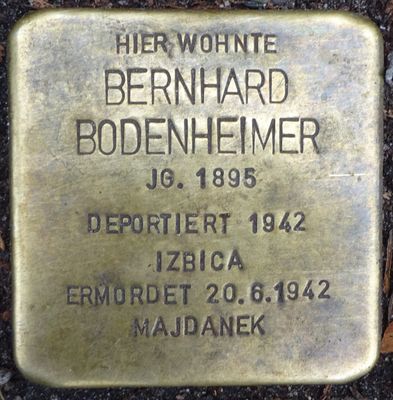 HIER WOHNTE
BERNHARD
BODENHEIMER
JG. 1895
DEPORTIERT 1942
IZBICA
ERMORDET 20.6.1942
MAJDANEK